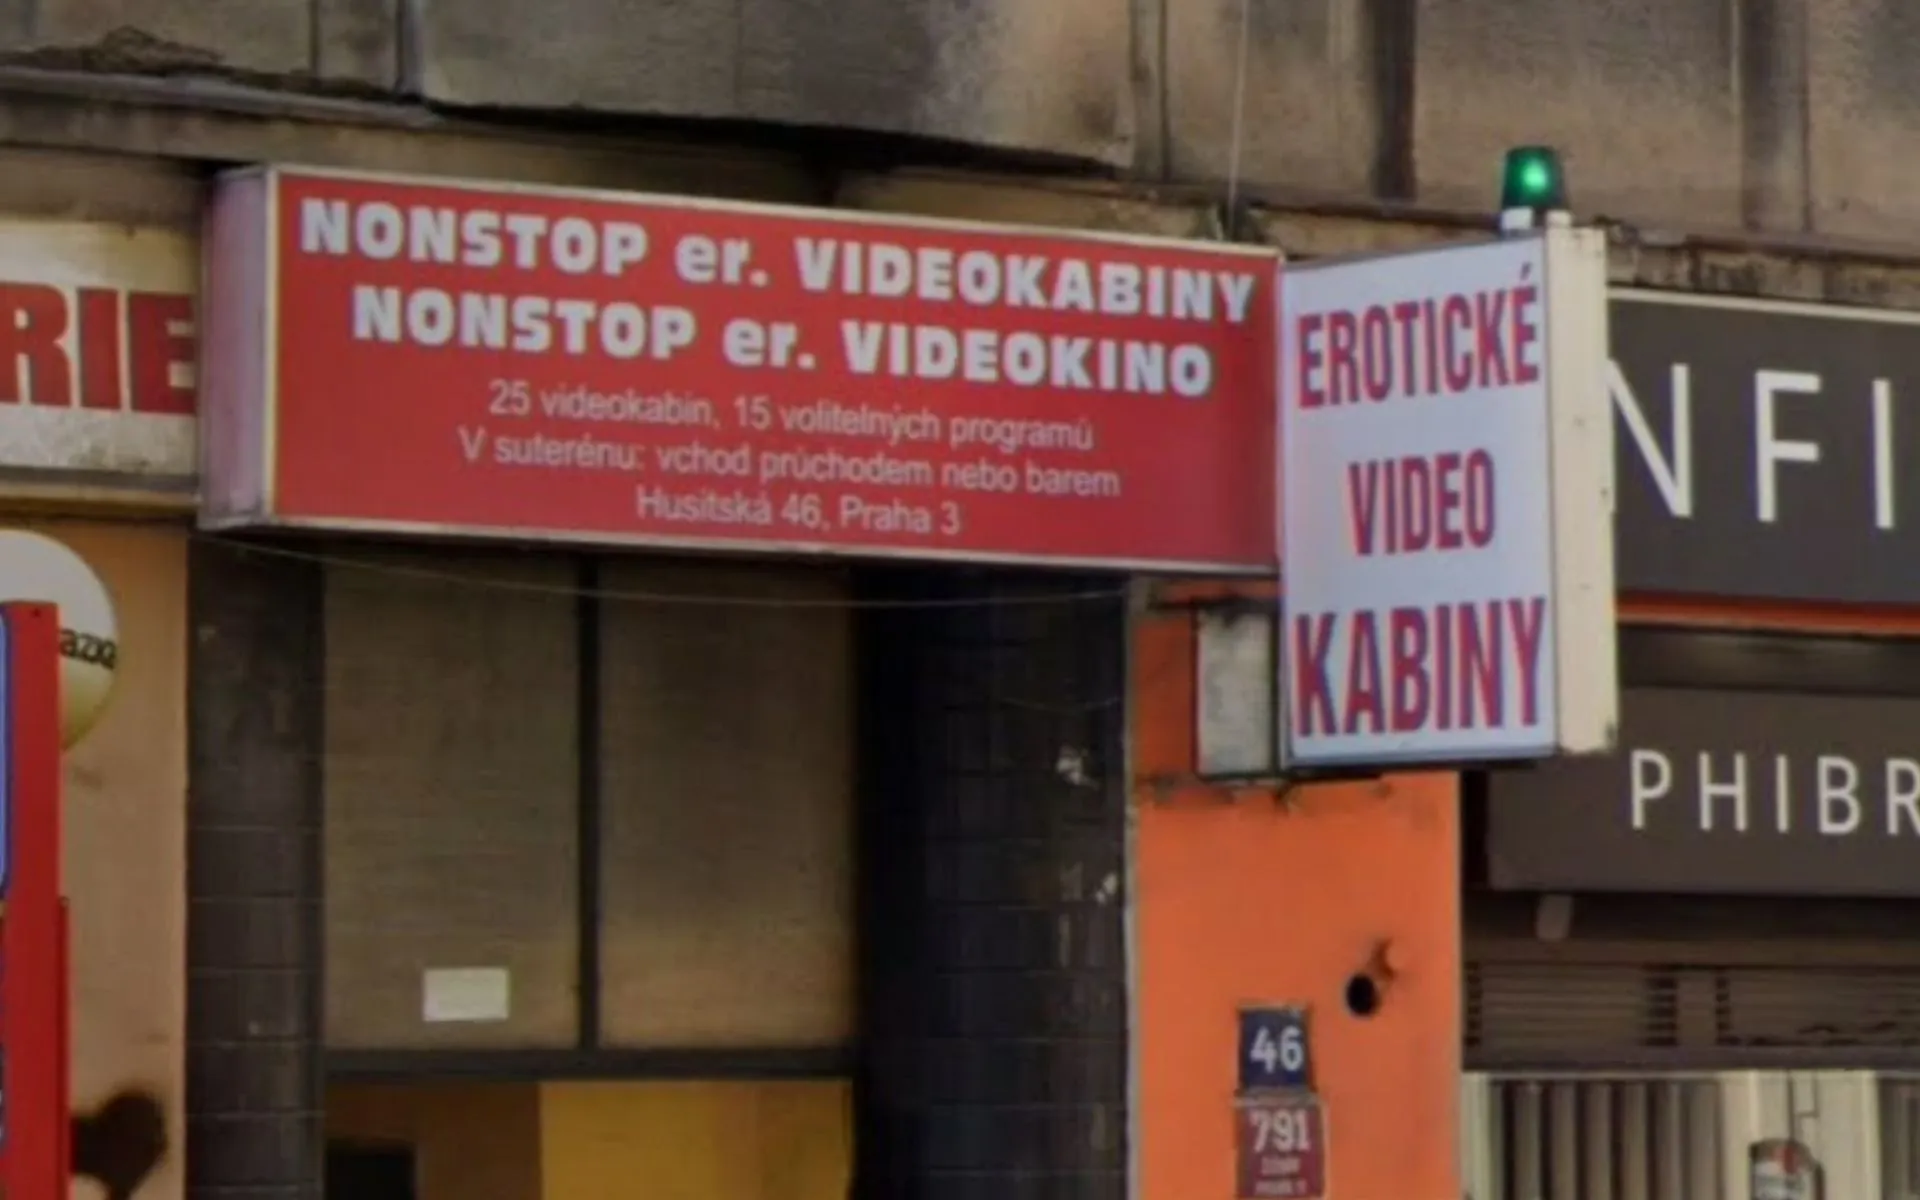 RIE
NONSTOP er. VIDEOKABINY
NONSTOP er. VIDEOKINO
25 videokabin, 15 volitelných programů
V suterénu: vchod průchodem nebo barem
Husitská 46, Praha 3
EROTICKÉ
VIDEO
KABINY
NFI
PHIBR
46
791